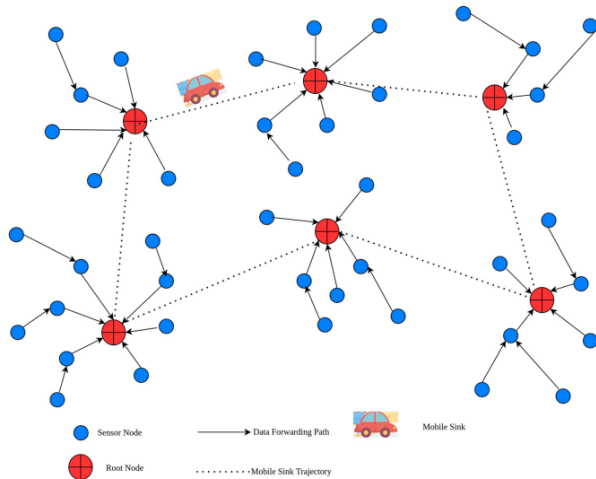 Sensor Node
Data Forwarding Path
Mobile Sink
Root Node
Mobile Sink Trajectory